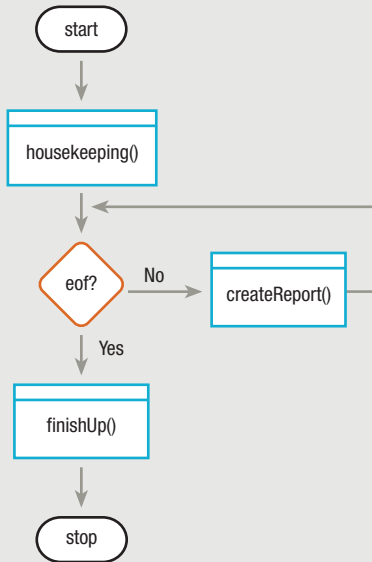 start
housekeeping()
eof?
No
createReport()
Yes
finishUp()
stop